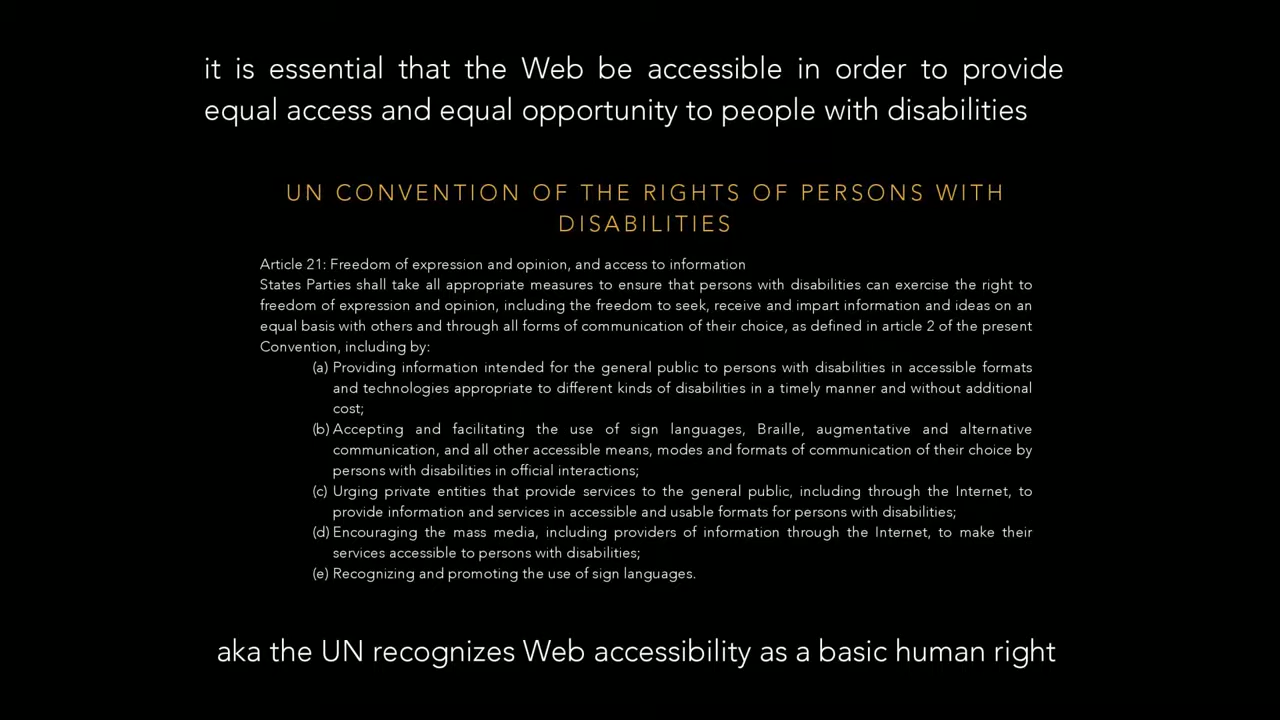 it is essential that the Web be accessible in order to provide
equal access and equal opportunity to people with disabilities
UN CONVENTION OF THE RIGHTS OF PERSONS WITH
DISABILITIES
Article 21: Freedom of expression and opinion, and access to information
States Parties shall take all appropriate measures to ensure that persons with disabilities can exercise the right to
freedom of expression and opinion, including the freedom to seek, receive and impart information and ideas on an
equal basis with others and through all forms of communication of their choice, as defined in article 2 of the present
Convention, including by:
(a) Providing information intended for the general public to persons with disabilities in accessible formats
and technologies appropriate to different kinds of disabilities in a timely manner and without additional
cost;
(b) Accepting and facilitating the use of sign languages, Braille, augmentative and alternative
communication, and all other accessible means, modes and formats of communication of their choice by
persons with disabilities in official interactions;
(c) Urging private entities that provide services to the general public, including through the Internet, to
provide information and services in accessible and usable formats for persons with disabilities;
(d) Encouraging the mass media, including providers of information through the Internet, to make their
services accessible to persons with disabilities;
(e) Recognizing and promoting the use of sign languages.
aka the UN recognizes Web accessibility as a basic human right